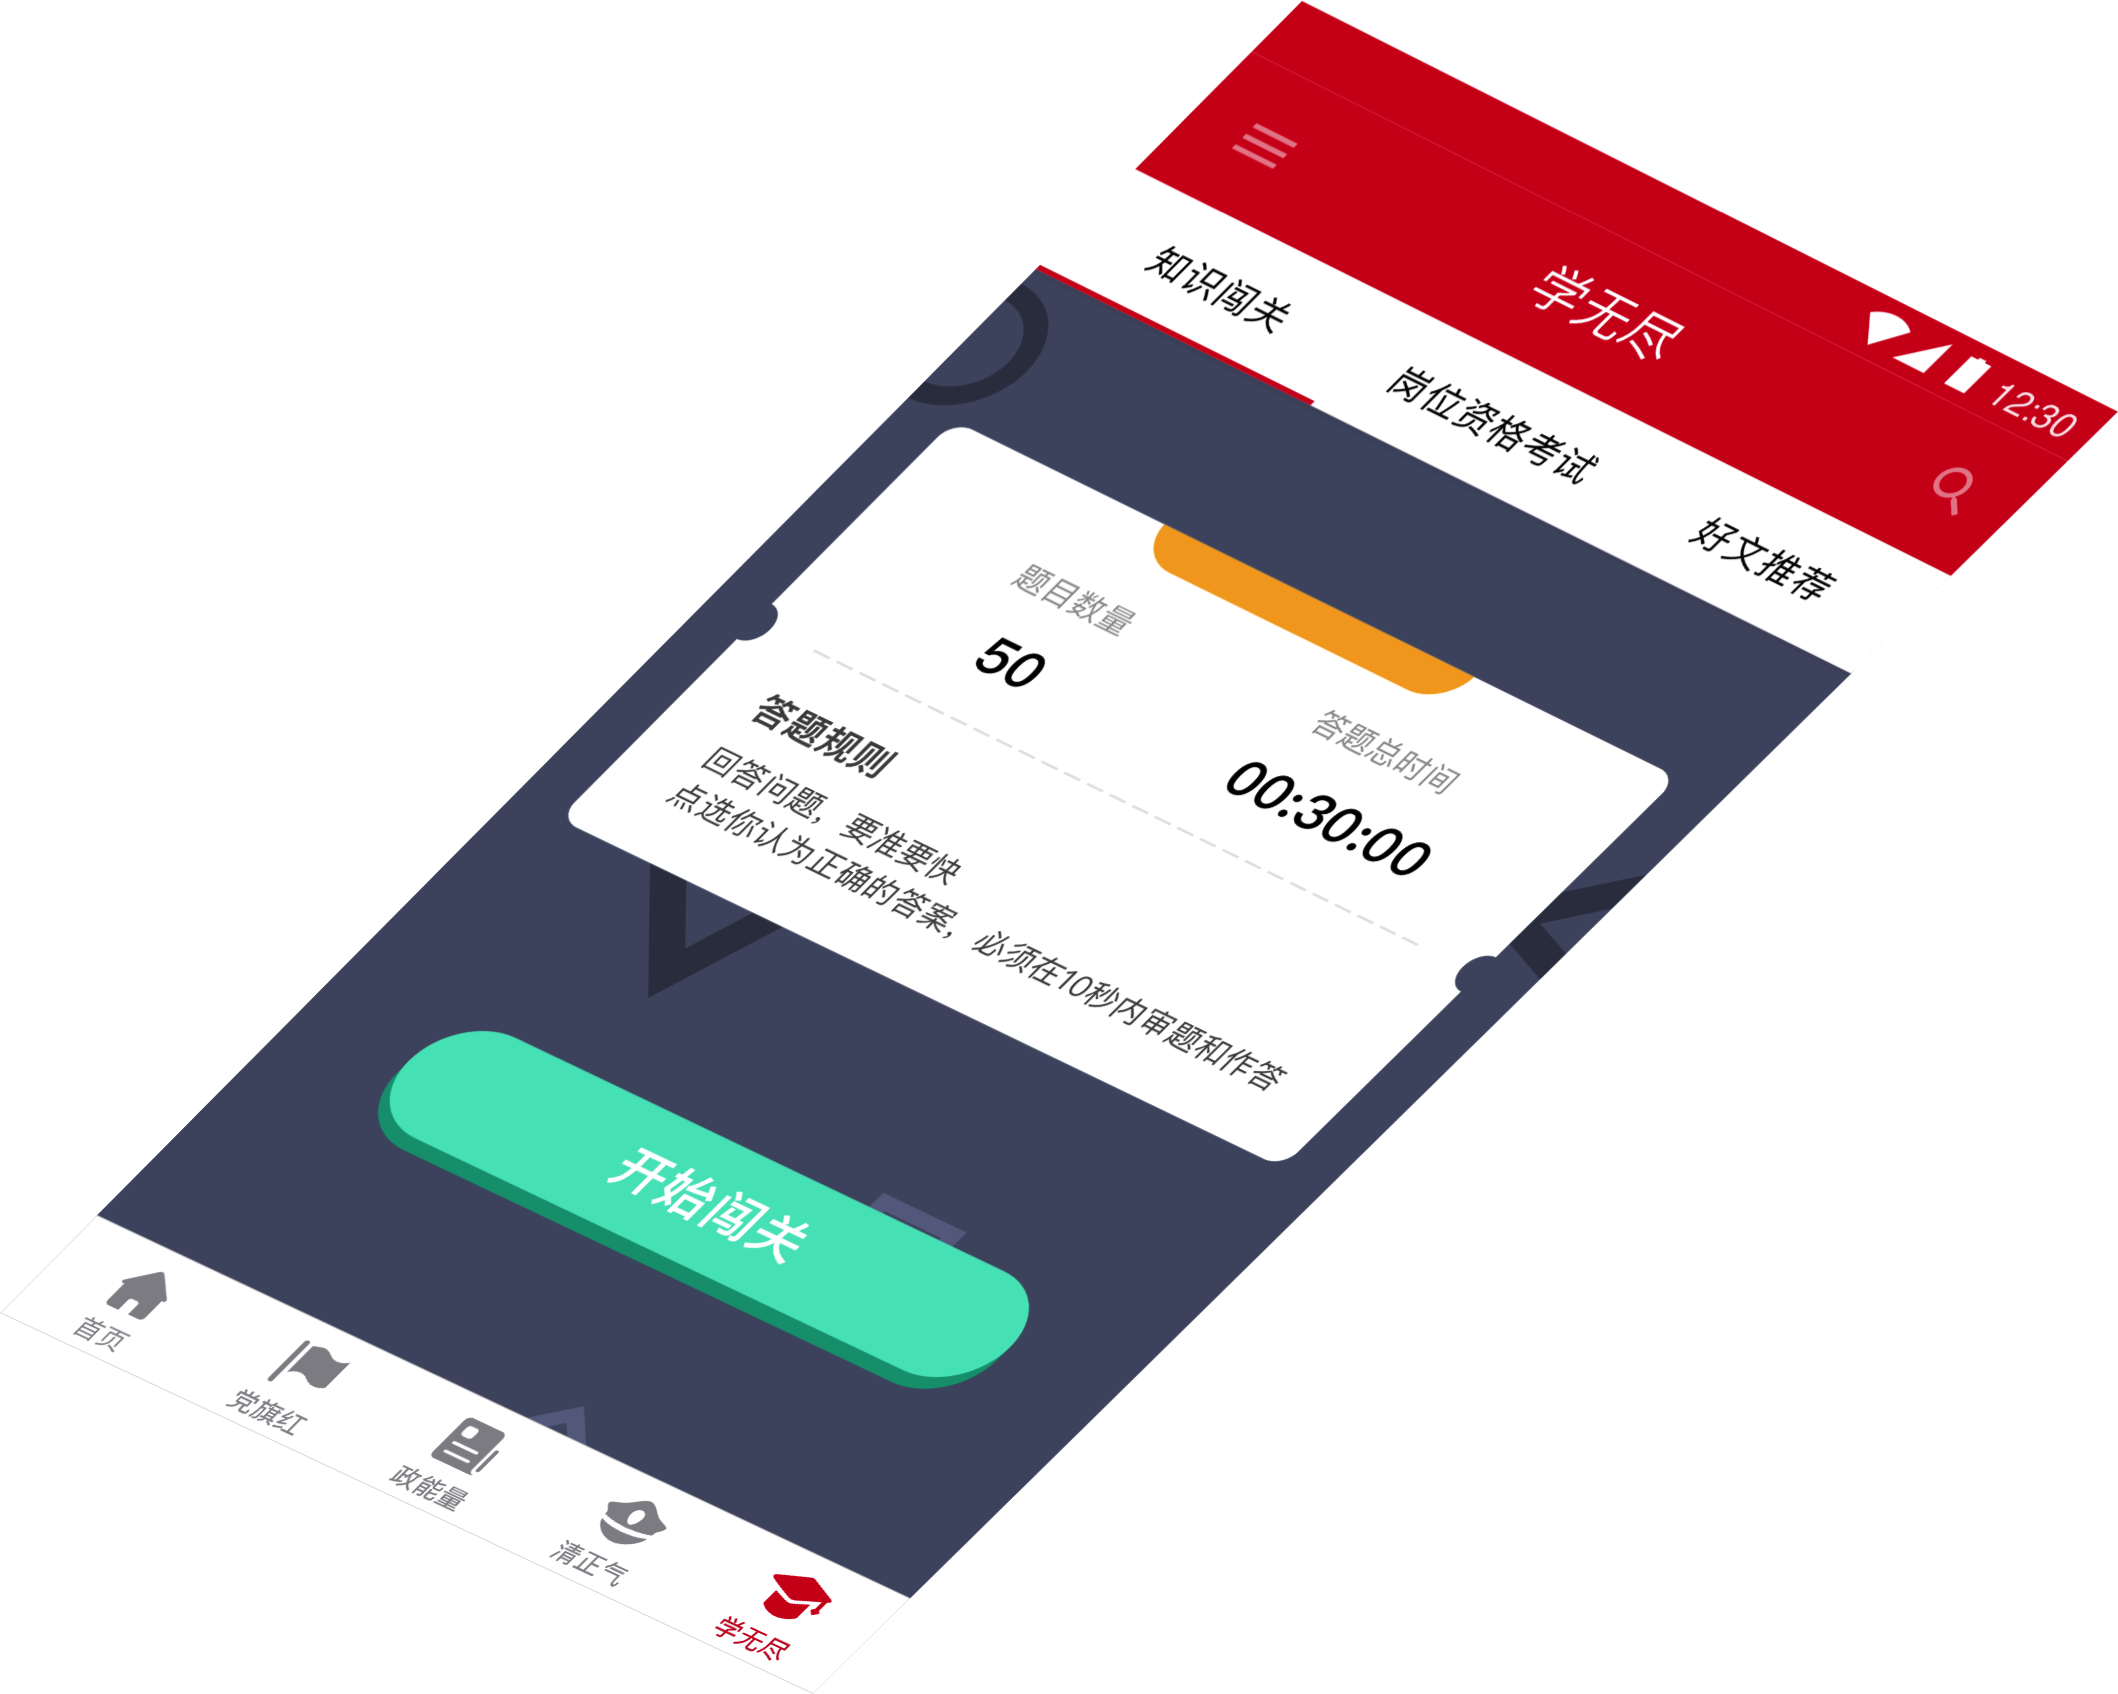 12:30
学无尽
知识闯关
岗位资格考试
好文推荐
题目数量
50
答题总时间
00:30:00
答题规则
回答问题，要准要快
点选你认为正确的答案，必须在10秒内审题和作答
开始闯关
首页
党旗红
政能量
清正气
学无尽